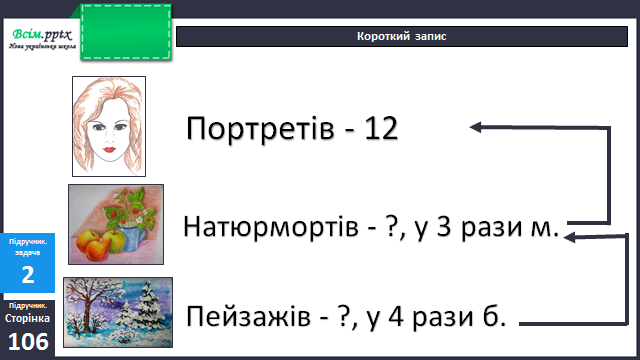 Всім.pptx
Нова українська школа
Короткий запис
Портретів - 12
Натюрмортів - ?, у 3 рази м.
Підручник.
задача
2
Підручник.
Сторінка
106
Пейзажів - ?, у 4 рази б.